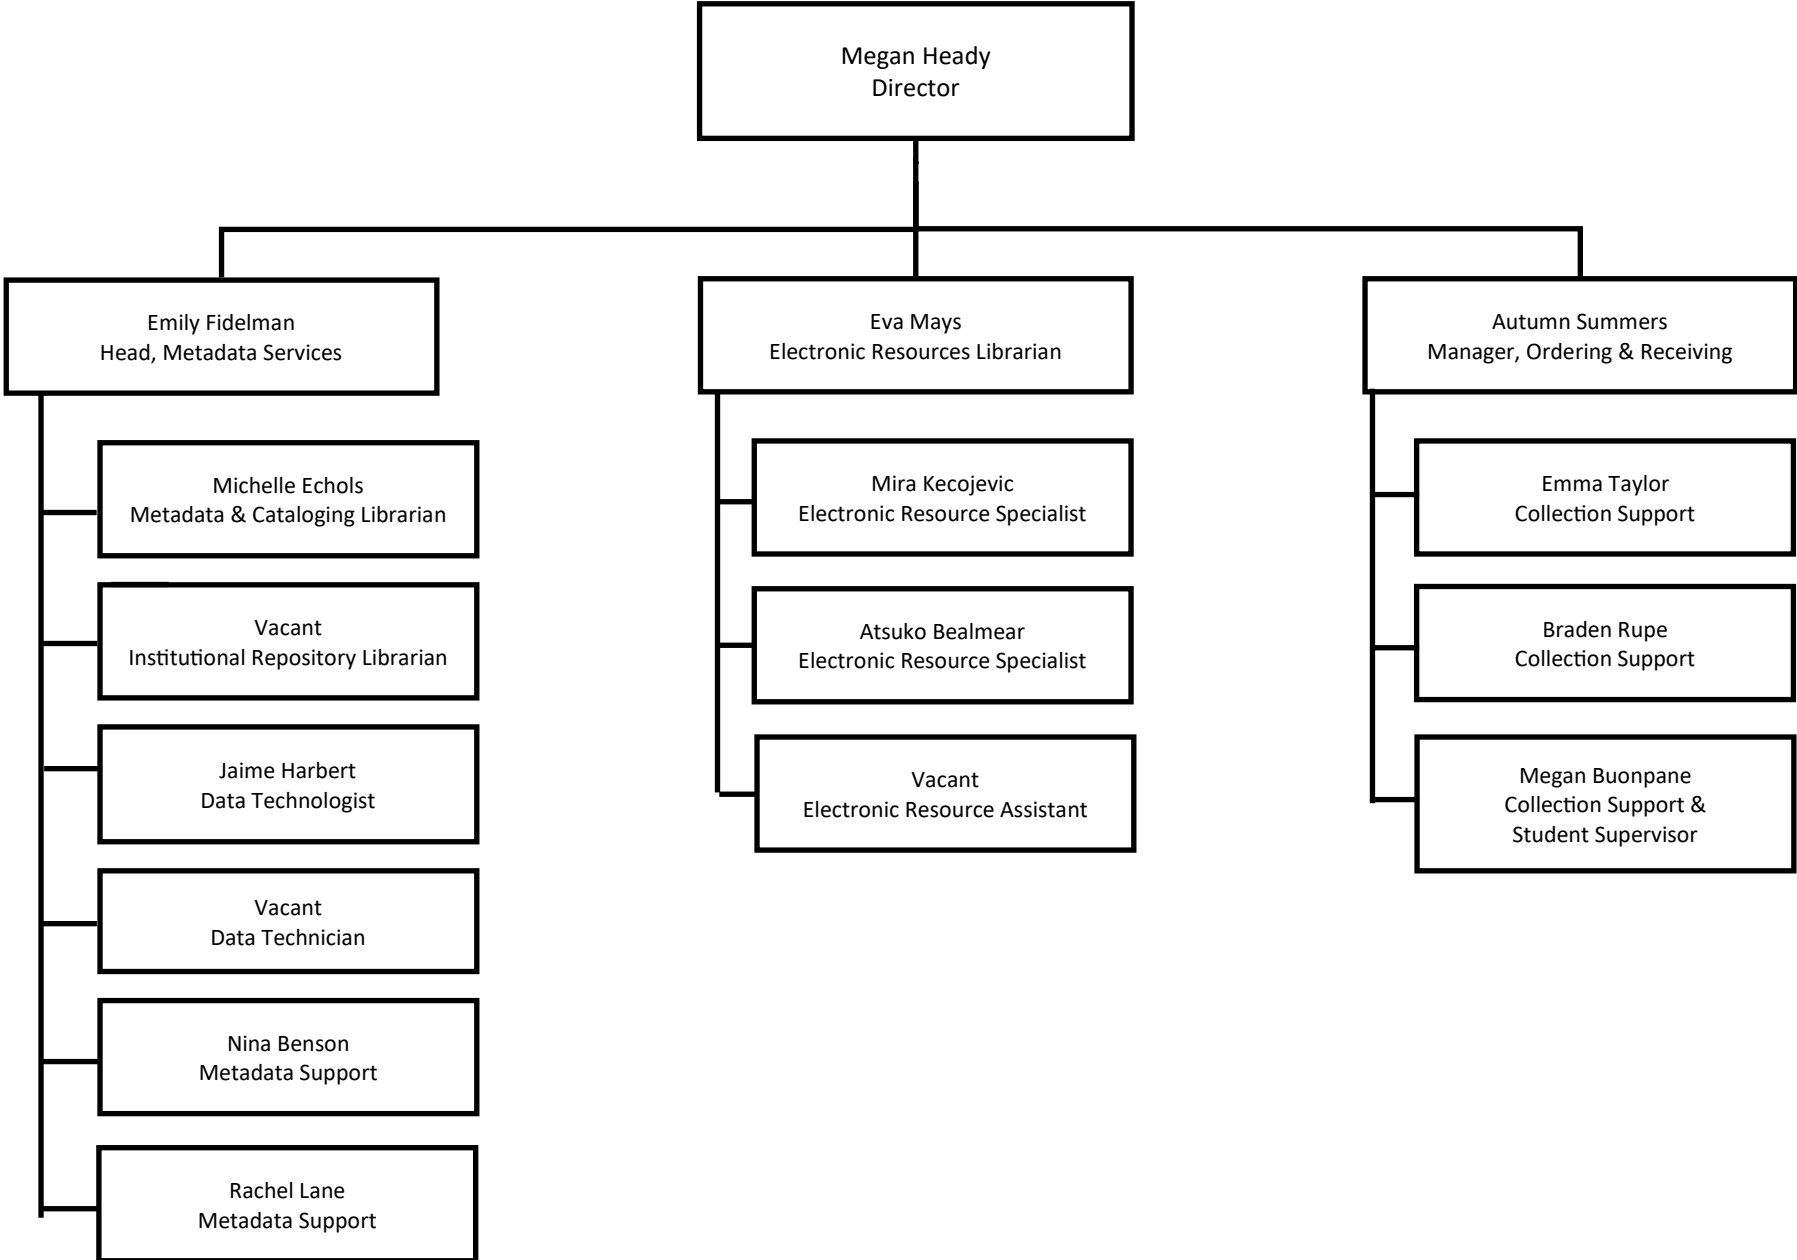 Megan Heady
Director
Emily Fidelman
Head, Metadata Services
Michelle Echols
Metadata & Cataloging Librarian
Vacant
Institutional Repository Librarian
Jaime Harbert
Data Technologist
Vacant
Data Technician
Nina Benson
Metadata Support
Rachel Lane
Metadata Support
Eva Mays
Electronic Resources Librarian
Mira Kecojevic
Electronic Resource Specialist
Atsuko Bealmear
Electronic Resource Specialist
Vacant
Electronic Resource Assistant
Autumn Summers
Manager, Ordering & Receiving
Emma Taylor
Collection Support
Braden Rupe
Collection Support
Megan Buonpane
Collection Support &
Student Supervisor